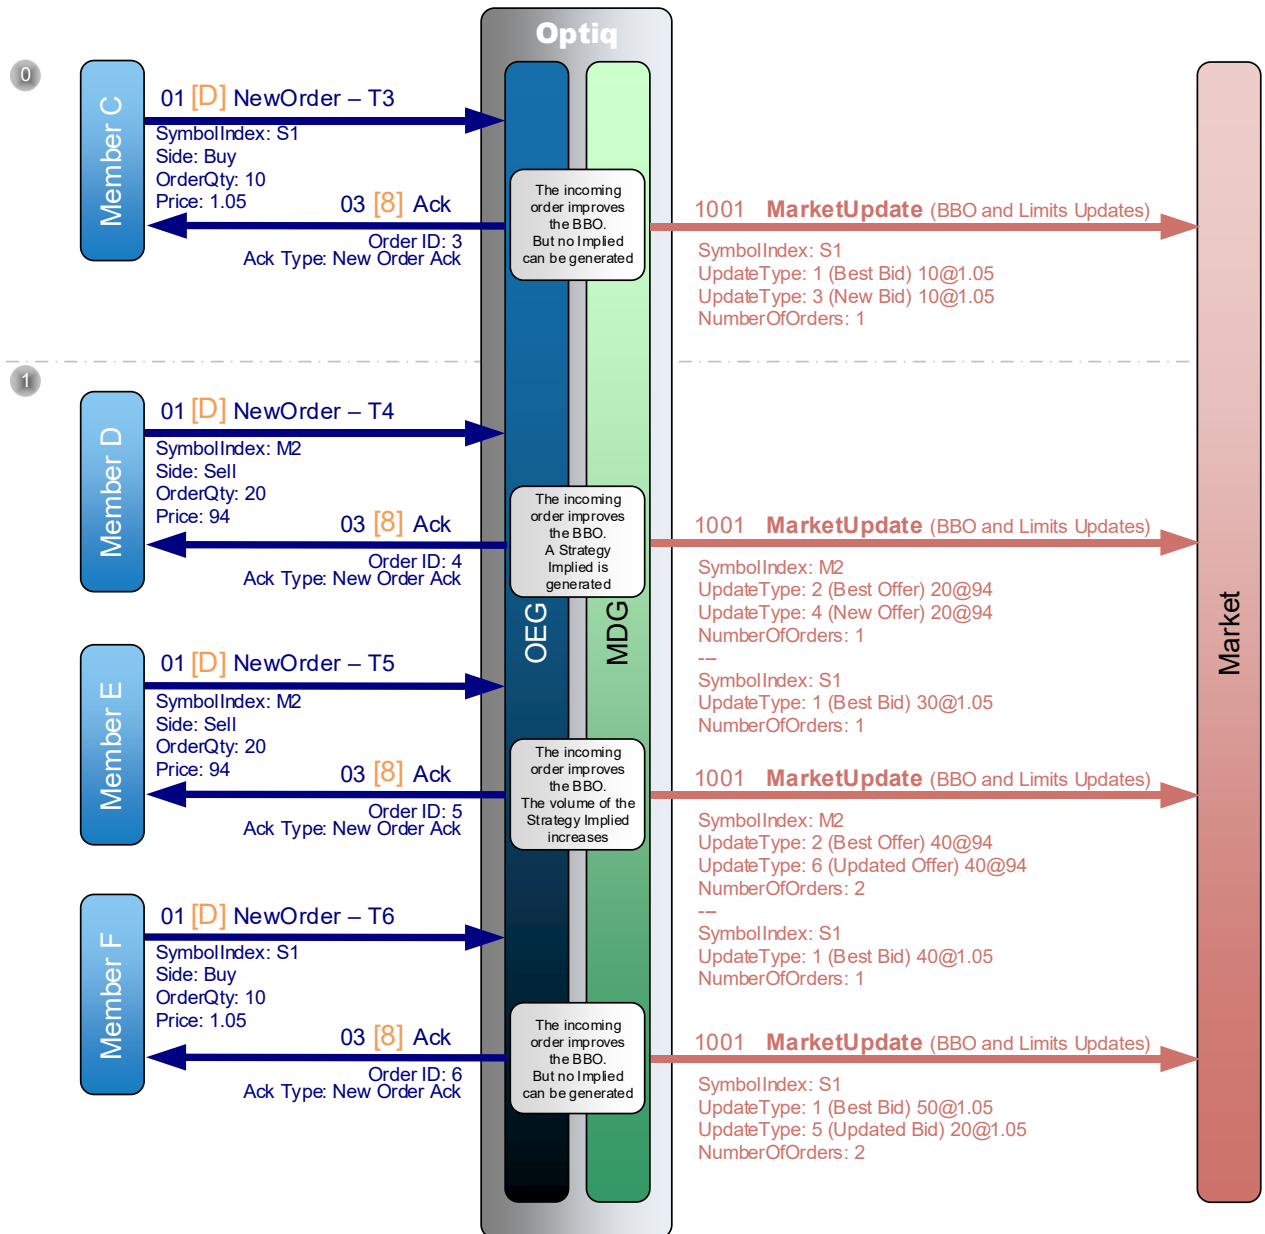 Optiq
0
Member C
01 [D] NewOrder – T3
SymbolIndex: S1
Side: Buy
OrderQty: 10
Price: 1.05
03 [8] Ack
Order ID: 3
Ack Type: New Order Ack
The incoming
order improves
the BBO.
But no Implied
can be generated
1001 MarketUpdate (BBO and Limits Updates)
SymbolIndex: S1
UpdateType: 1 (Best Bid) 10@1.05
UpdateType: 3 (New Bid) 10@1.05
NumberOfOrders: 1
1
Member D
01 [D] NewOrder – T4
SymbolIndex: M2
Side: Sell
OrderQty: 20
Price: 94
03 [8] Ack
Order ID: 4
Ack Type: New Order Ack
The incoming
order improves
the BBO.
A Strategy
Implied is
generated
1001 MarketUpdate (BBO and Limits Updates)
SymbolIndex: M2
UpdateType: 2 (Best Offer) 20@94
UpdateType: 4 (New Offer) 20@94
NumberOfOrders: 1
---
SymbolIndex: S1
UpdateType: 1 (Best Bid) 30@1.05
NumberOfOrders: 1
OEG
MDG
Market
Member E
01 [D] NewOrder – T5
SymbolIndex: M2
Side: Sell
OrderQty: 20
Price: 94
03 [8] Ack
Order ID: 5
Ack Type: New Order Ack
The incoming
order improves
the BBO.
The volume of the
Strategy Implied
increases
1001 MarketUpdate (BBO and Limits Updates)
SymbolIndex: M2
UpdateType: 2 (Best Offer) 40@94
UpdateType: 6 (Updated Offer) 40@94
NumberOfOrders: 2
---
SymbolIndex: S1
UpdateType: 1 (Best Bid) 40@1.05
NumberOfOrders: 1
Member F
01 [D] NewOrder – T6
SymbolIndex: S1
Side: Buy
OrderQty: 10
Price: 1.05
03 [8] Ack
Order ID: 6
Ack Type: New Order Ack
The incoming
order improves
the BBO.
But no Implied
can be generated
1001 MarketUpdate (BBO and Limits Updates)
SymbolIndex: S1
UpdateType: 1 (Best Bid) 50@1.05
UpdateType: 5 (Updated Bid) 20@1.05
NumberOfOrders: 2